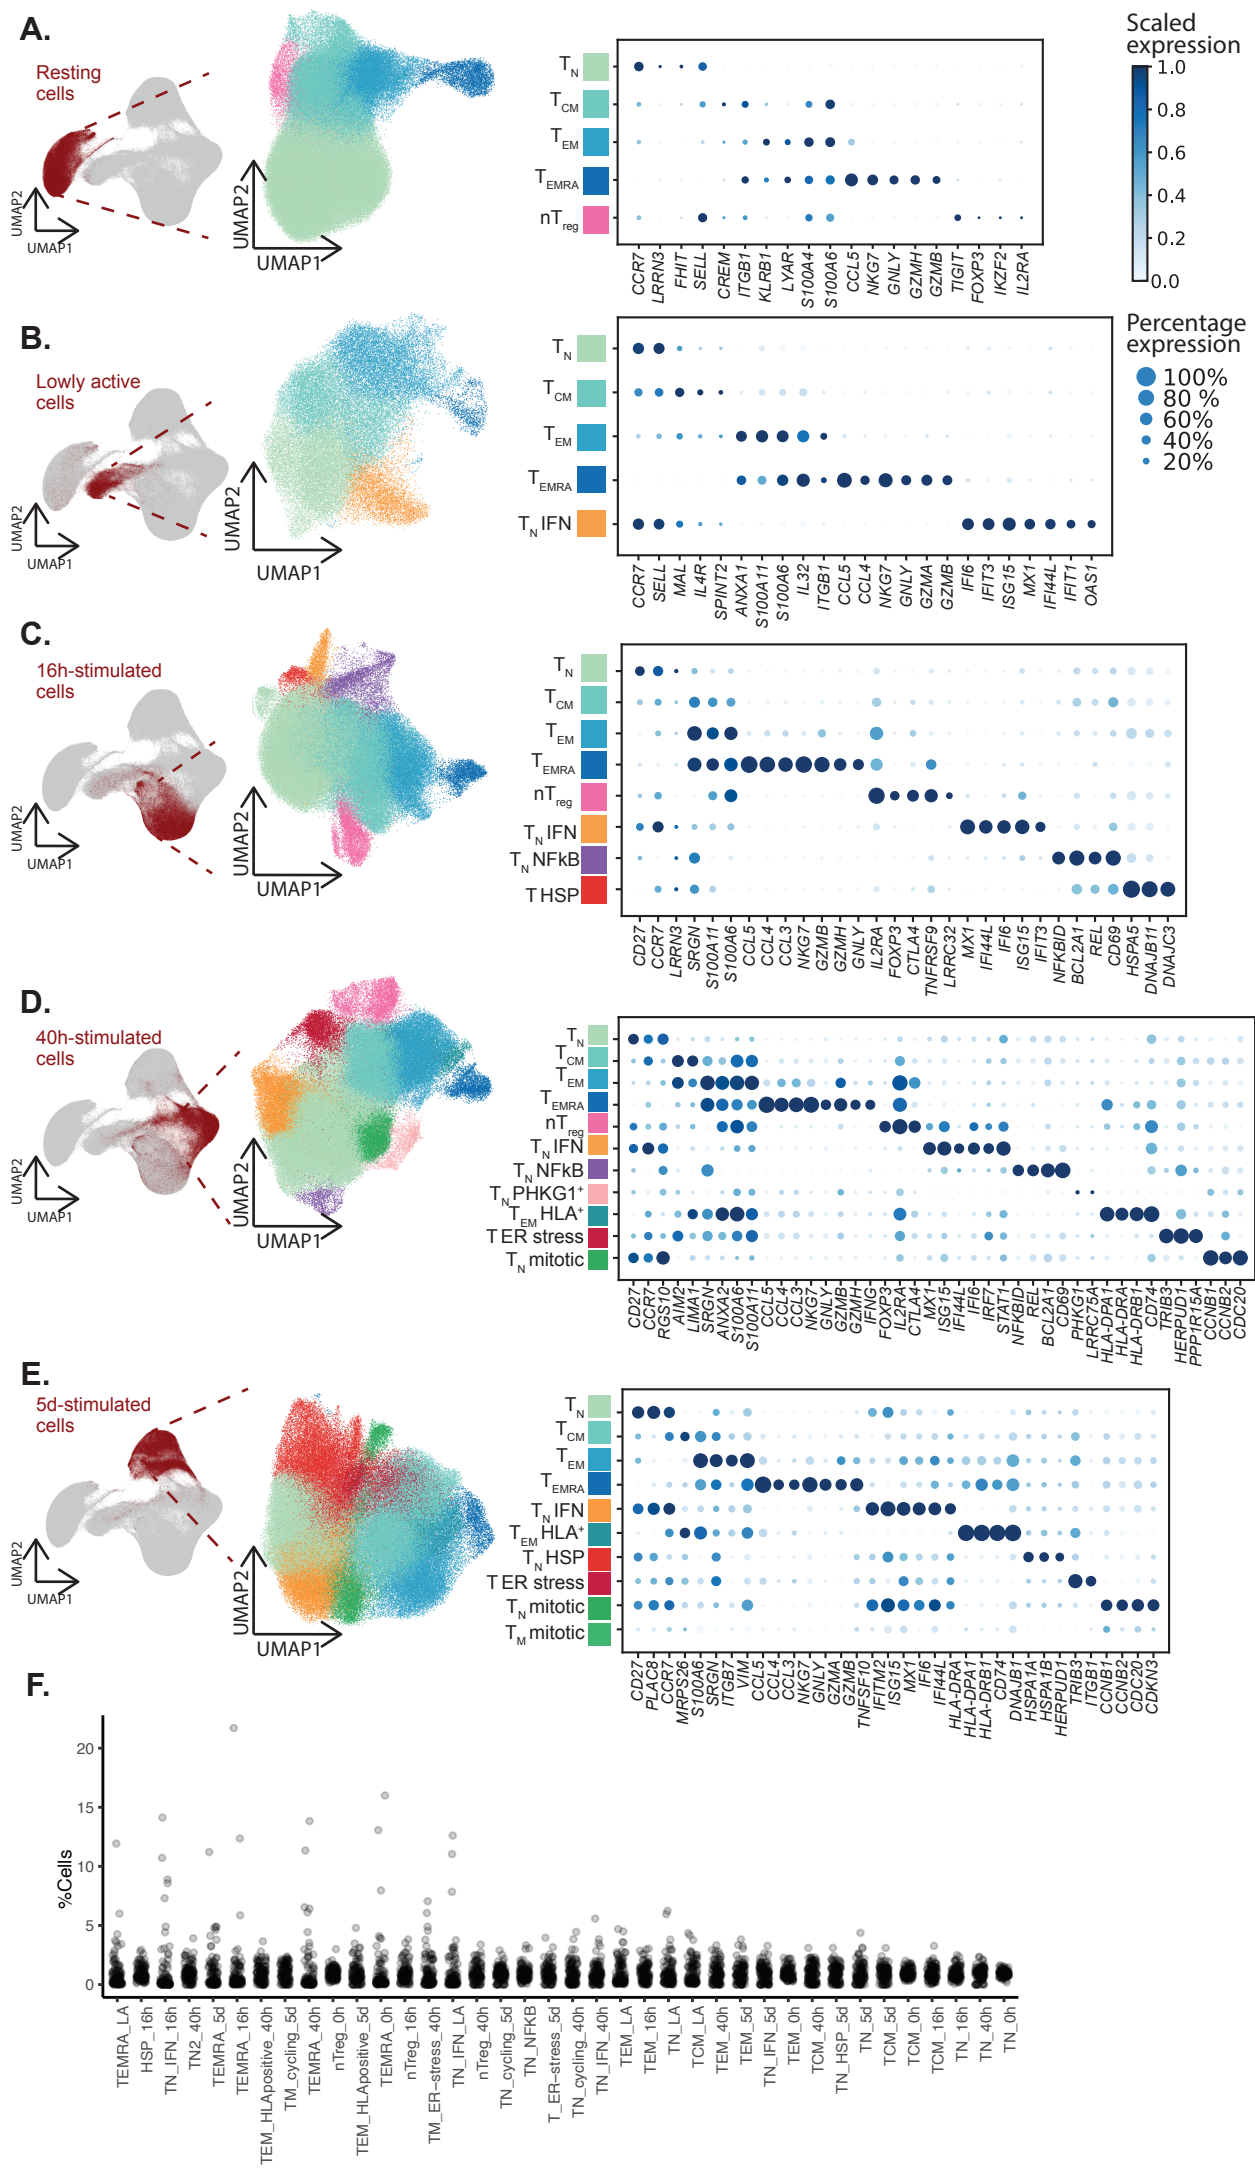 A.
Resting
cells
UMAP2
UMAP1
UMAP2
UMAP1
TN
TCM
TEM
TEMRA
nTreg
CCR7 LRRN3 FHIT SELL CREM ITGB1 KLRB1 LYAR S100A4 S100A6 CCL5 NKG7 GNLY GZMH GZMB TIGIT FOXP3 IKZF2 IL2RA
Scaled
expression
1.0
0.8
0.6
0.4
0.2
0.0
Percentage
expression
100%
80 %
60%
40%
20%
B.
Lowly active
cells
UMAP2
UMAP1
UMAP2
UMAP1
TN
TCM
TEM
TEMRA
TN IFN
CCR7 SELL MAL IL4R SPINT2 ANXA1 S100A11 S100A6 IL32 ITGB1 CCL5 CCL4 NKG7 GNLY GZMA GZMB IFI6 IFIT3 ISG15 MX1 IFI44L IFIT1 OAS1
C.
16h-stimulated
cells
UMAP2
UMAP1
UMAP2
UMAP1
TN
TCM
TEM
TEMRA
nTreg
TN IFN
TN NFkB
T HSP
CD27 CCR7 LRRN3 SRGN S100A11 S100A6 CCL5 CCL4 CCL3 NKG7 GZMB GZMH GNLY IL2RA FOXP3 CTLA4 TNFRSF9 LRRC32 MX1 IFI44L IFI6 ISG15 IFIT3 NFKBID BCL2A1 REL CD69 HSPA5 DNAJB11 DNAJC3
D.
40h-stimulated
cells
UMAP2
UMAP1
UMAP2
UMAP1
TN
TCM
TEM
TEMRA
nTreg
TN IFN
TN NFkB
TN PHKG1+
TEM HLA+
T ER stress
TN mitotic
CD27 CCR7 RGS10 AIM2 LIMA1 SRGN ANXA2 S100A6 S100A11 CCL5 CCL4 CCL3 NKG7 GNLY GZMB GZMH IFNG FOXP3 IL2RA CTLA4 MX1 ISG15 IFI44L IFI6 IRF7 STAT1 NFKBID REL BCL2A1 CD69 PHKG1 LRRC75A HLA-DPA1 HLA-DRA HLA-DRB1 CD74 TRIB3 HERPUD1 PPP1R15A CCNB1 CCNB2 CDC20
E.
5d-stimulated
cells
UMAP2
UMAP1
UMAP2
UMAP1
TN
TCM
TEM
TEMRA
TN IFN
TEM HLA+
TN HSP
T ER stress
TN mitotic
TM mitotic
CD27 PLAC8 CCR7 MRPS26 S100A6 SRGN ITGB7 VIM CCL5 CCL4 CCL3 NKG7 GNLY GZMA GZMB TNFSF10 IFITM2 ISG15 MX1 IFI6 IFI44L HLA-DRA HLA-DPA1 HLA-DRB1 CD74 DNAJB1 HSPA1A HSPA1B HERPUD1 TRIB3 ITGB1 CCNB1 CCNB2 CDC20 CDKN3
F.
%Cells
20
15
10
5
0
TEMRA_LA HSP_16h TN_IFN_16h TN2_40h TEMRA_5d TEMRA_16h TEM_HLApositive_40h TM_cycling_5d TEMRA_40h nTreg_0h TEM_HLApositive_5d TEMRA_0h nTreg_16h TM_ER-stress_40h TN_IFN_LA nTreg_40h TN_cycling_5d TN_NFKB T_ER-stress_5d TN_cycling_40h TN_IFN_40h TEM_LA TEM_16h TN_LA TCM_LA TEM_40h TEM_5d TN_IFN_5d TEM_0h TCM_40h TN_HSP_5d TN_5d TCM_5d TCM_0h TCM_16h TN_16h TN_40h TN_0h